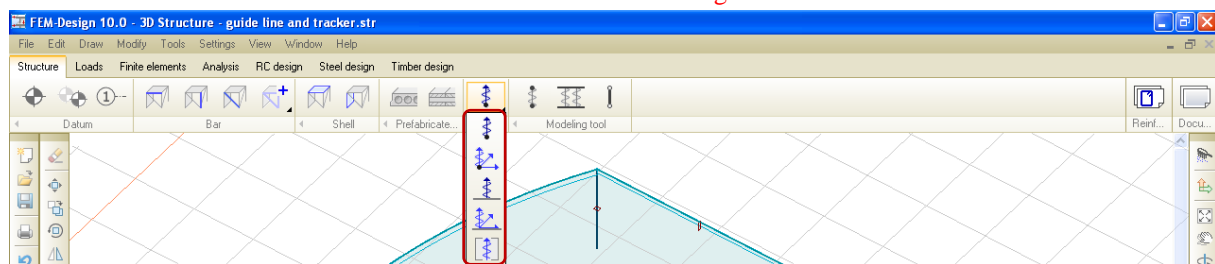 FEM-Design 10.0 - 3D Structure - guide line and tracker.str
File Edit Draw Modify Tools Settings View Window Help
Structure Loads Finite elements Analysis RC design Steel design Timber design
1
Datum Bar Shell Prefabricate... Modeling tool Reinf... Docu...